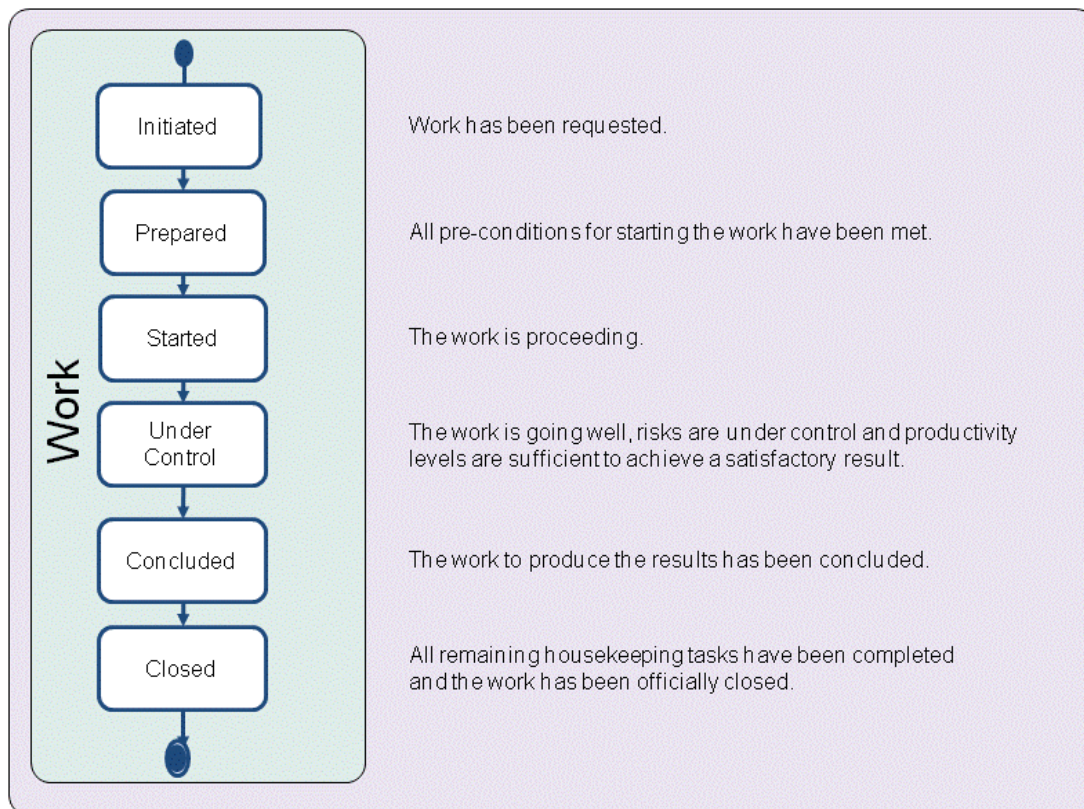 Work
Initiated
Work has been requested.
Prepared
All pre-conditions for starting the work have been met.
Started
The work is proceeding.
Under
Control
The work is going well, risks are under control and productivity
levels are sufficient to achieve a satisfactory result.
Concluded
The work to produce the results has been concluded.
Closed
All remaining housekeeping tasks have been completed
and the work has been officially closed.